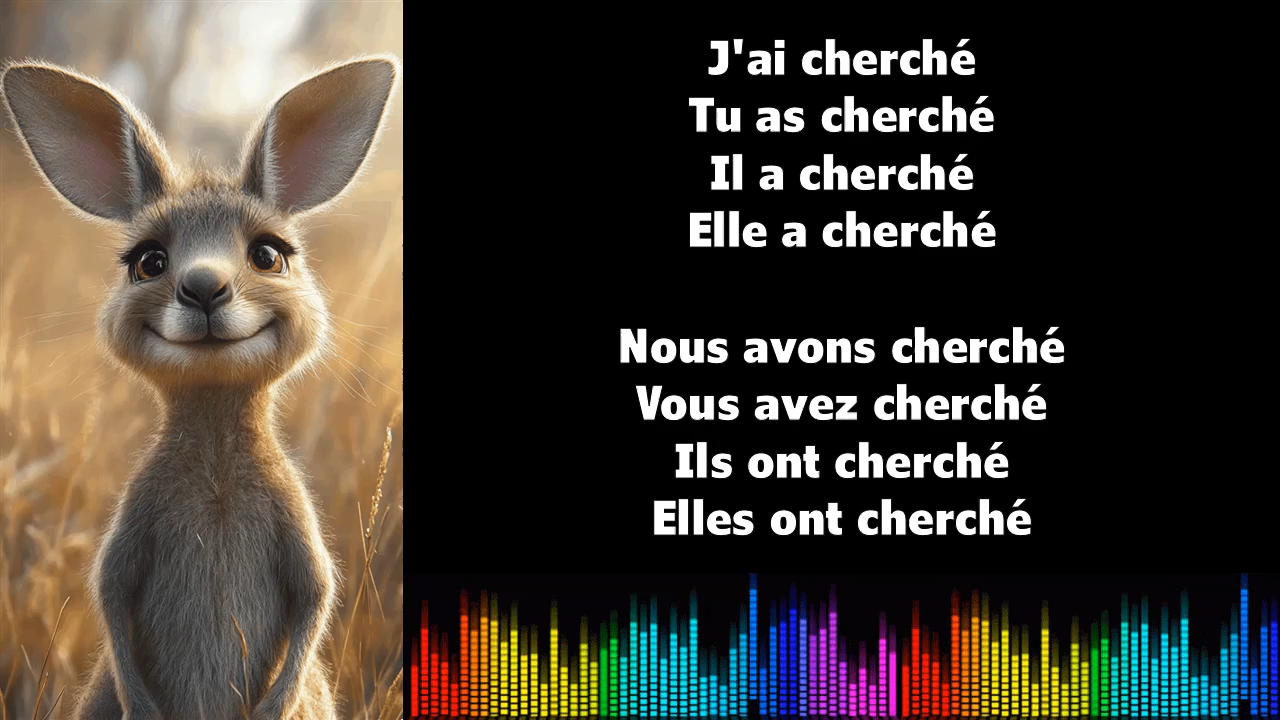 J'ai cherché
Tu as cherché
Il a cherché
Elle a cherché
Nous avons cherché
Vous avez cherché
Ils ont cherché
Elles ont cherché